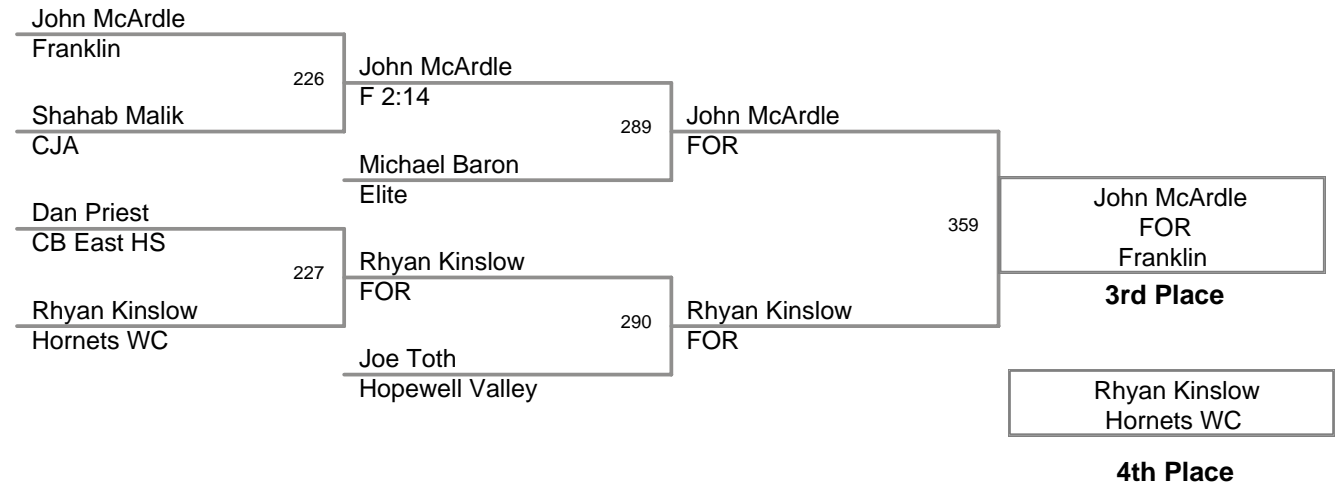 John McArdle
Franklin
226
Shahab Malik
CJA
Dan Priest
CB East HS
227
Rhyan Kinslow
Hornets WC
John McArdle
F 2:14
289
Michael Baron
Elite
Rhyan Kinslow
FOR
290
Joe Toth
Hopewell Valley
John McArdle
FOR
359
Rhyan Kinslow
FOR
John McArdle
FOR
Franklin
3rd Place
Rhyan Kinslow
Hornets WC
4th Place